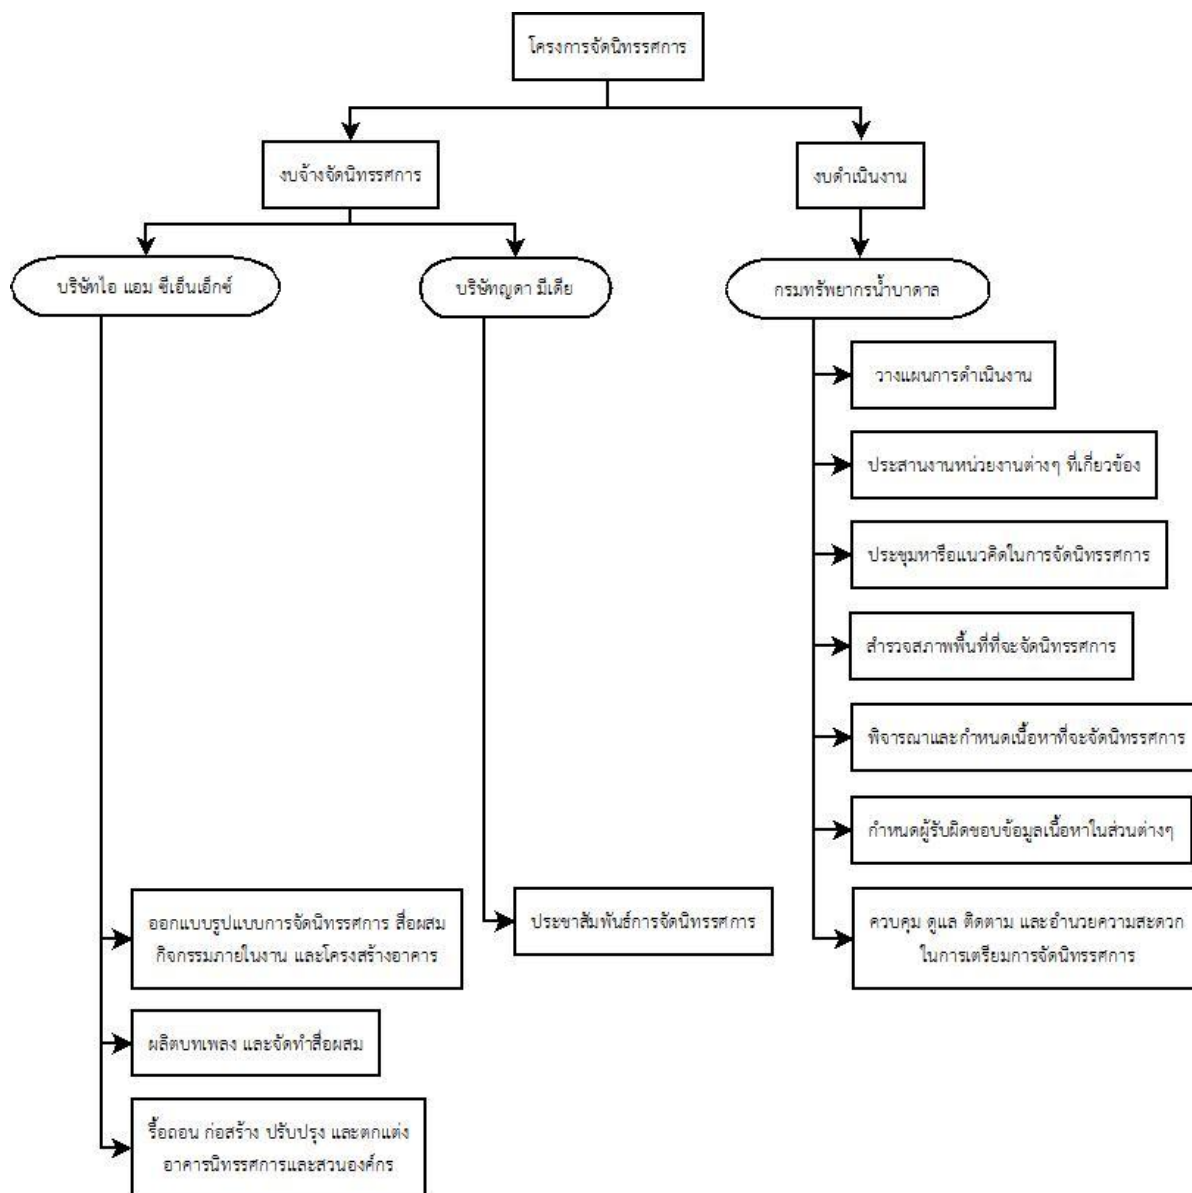 โครงการจัดนิทรรศการ
งบจ้างจัดนิทรรศการ
งบดำเนินงาน
บริษัทไอ แอม ซีเอ็นเอ็กซ์
บริษัทญดา มีเดีย
กรมทรัพยากรน้ำบาดาล
วางแผนการดำเนินงาน
ประสานงานหน่วยงานต่างๆ ที่เกี่ยวข้อง
ประชุมหารือแนวคิดในการจัดนิทรรศการ
สำรวจสภาพพื้นที่ที่จะจัดนิทรรศการ
พิจารณาและกำหนดเนื้อหาที่จะจัดนิทรรศการ
กำหนดผู้รับผิดชอบข้อมูลเนื้อหาในส่วนต่างๆ
ออกแบบรูปแบบการจัดนิทรรศการ สื่อผสม
กิจกรรมภายในงาน และโครงสร้างอาคาร
ประชาสัมพันธ์การจัดนิทรรศการ
ควบคุม ดูแล ติดตาม และอำนวยความสะดวก
ในการเตรียมการจัดนิทรรศการ
ผลิตบทเพลง และจัดทำสื่อผสม
รื้อถอน ก่อสร้าง ปรับปรุง และตกแต่ง
อาคารนิทรรศการและสวนองค์กร